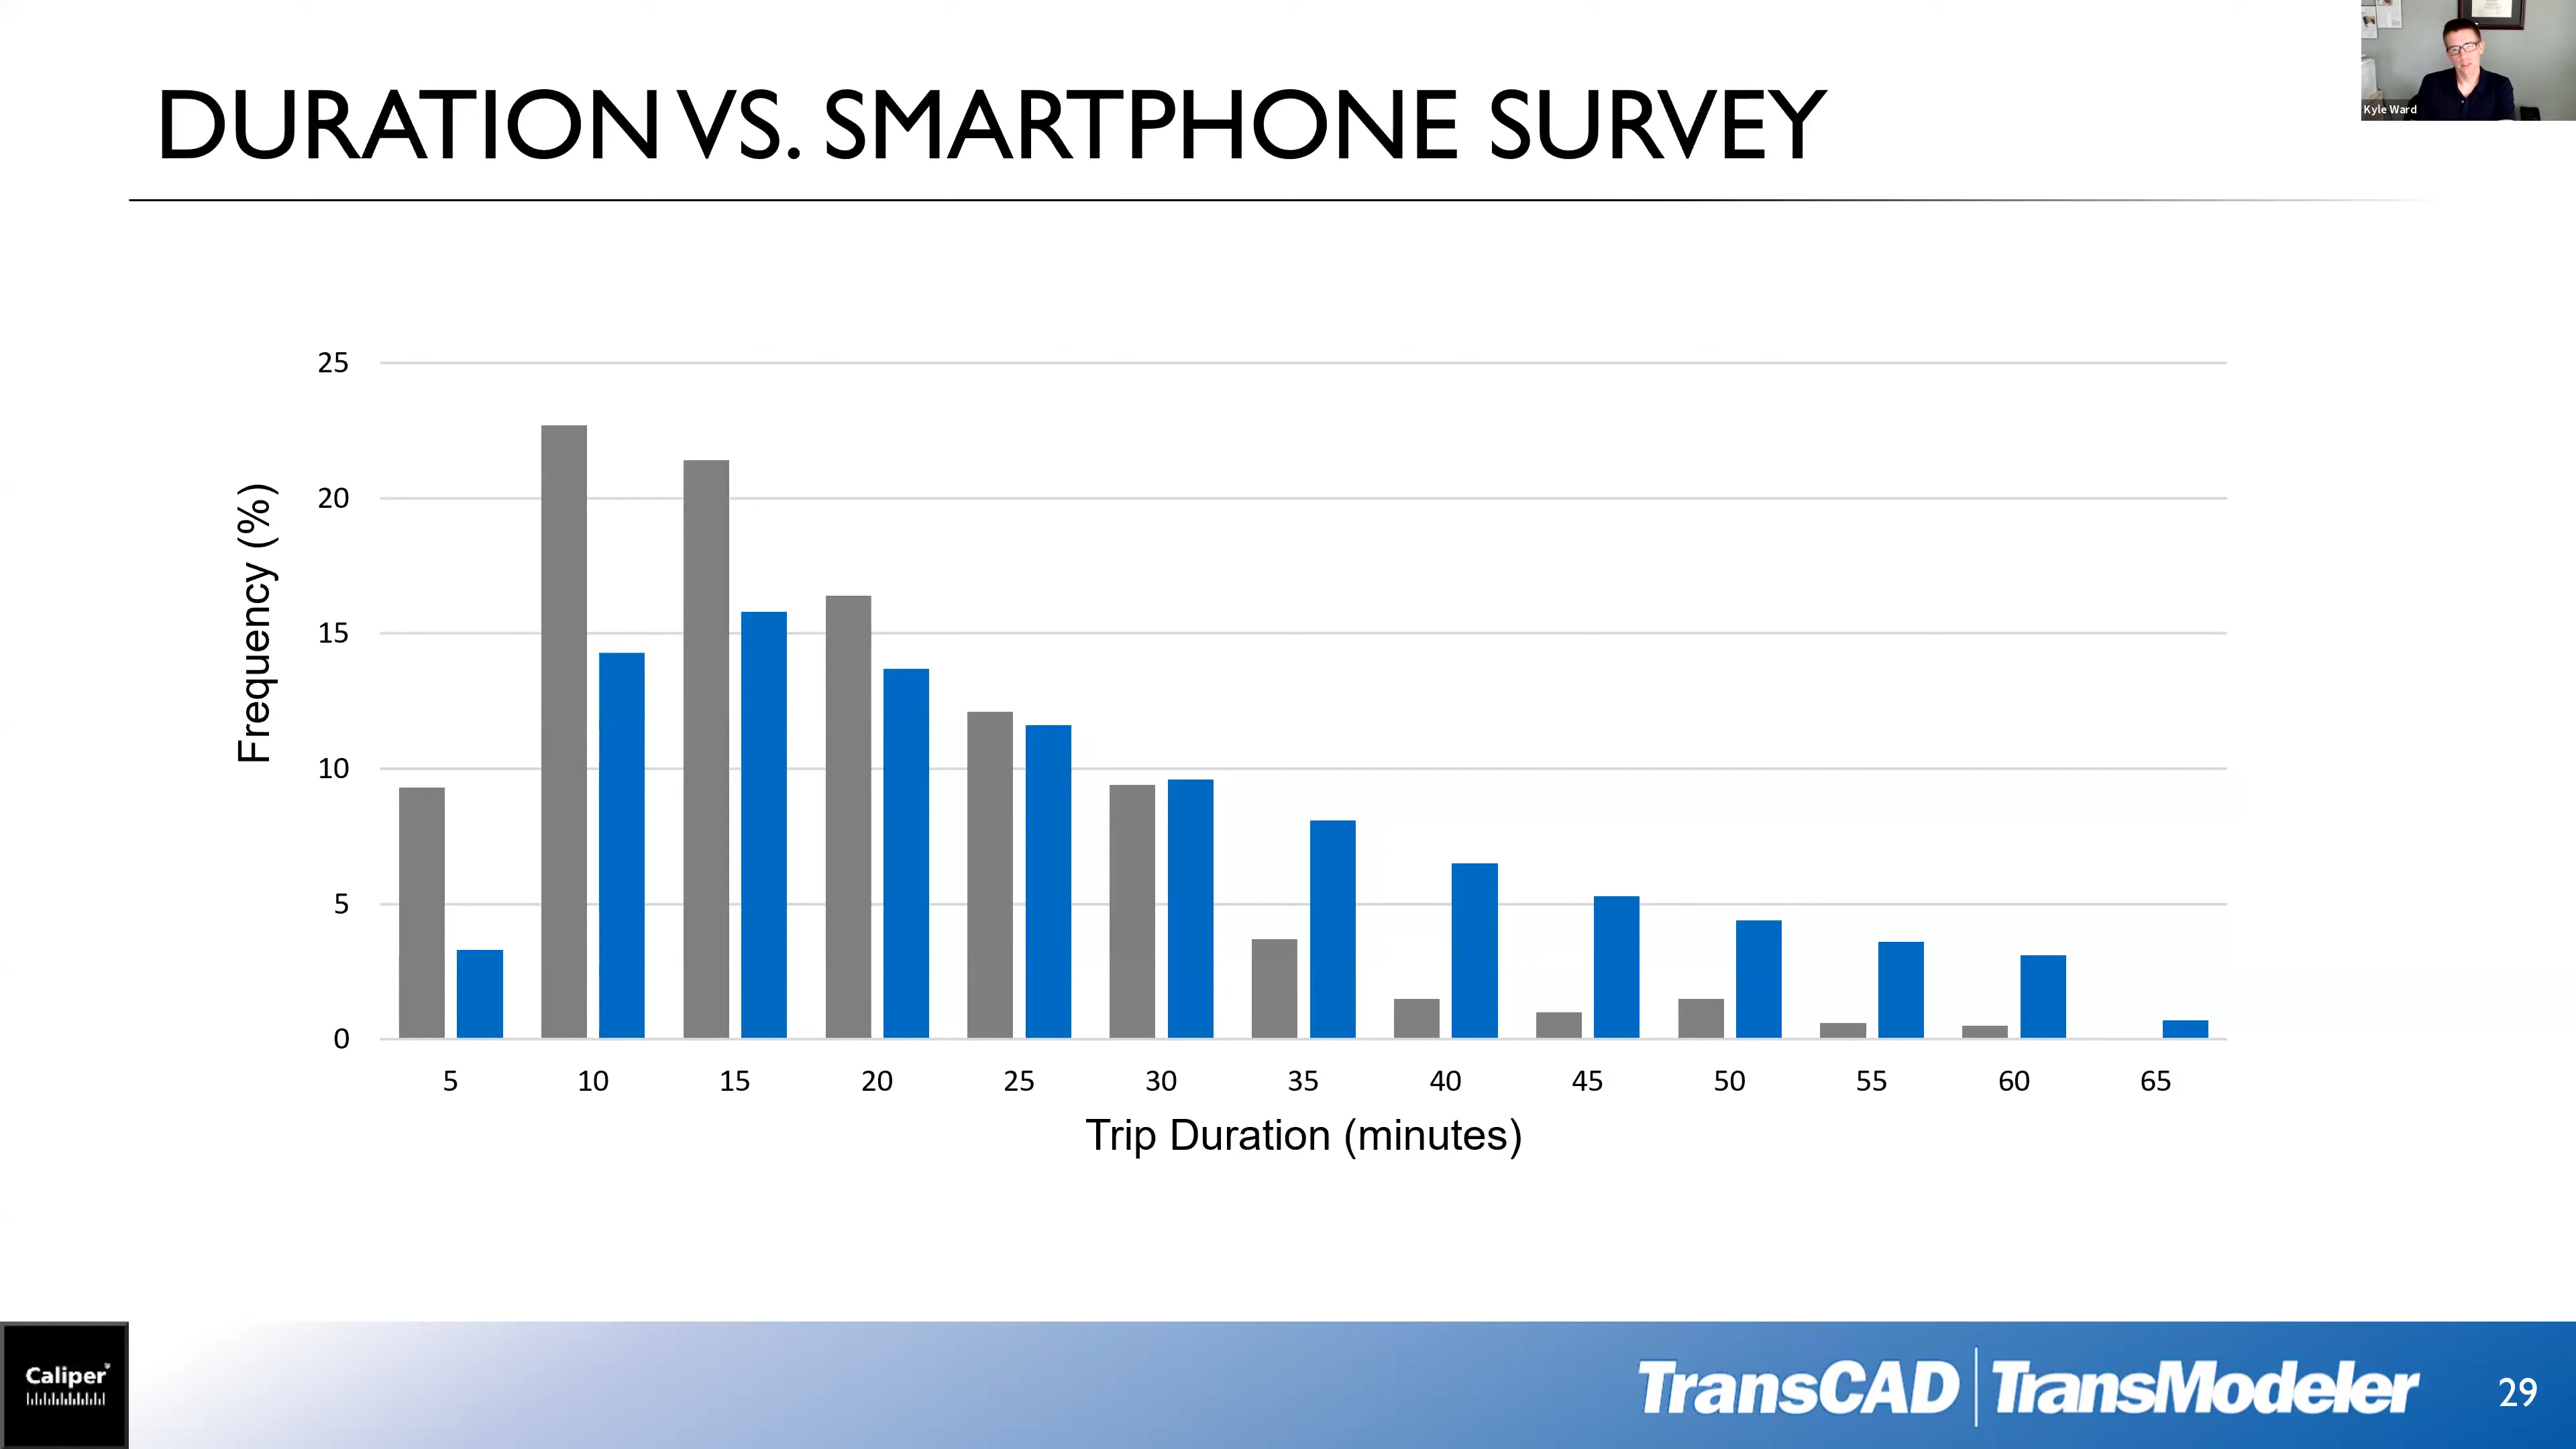 DURATION VS. SMARTPHONE SURVEY
Kyle Ward
25
20
15
10
5
0
Frequency (%)
5 10 15 20 25 30 35 40 45 50 55 60 65
Trip Duration (minutes)
Caliper
TransCAD | TransModeler
29